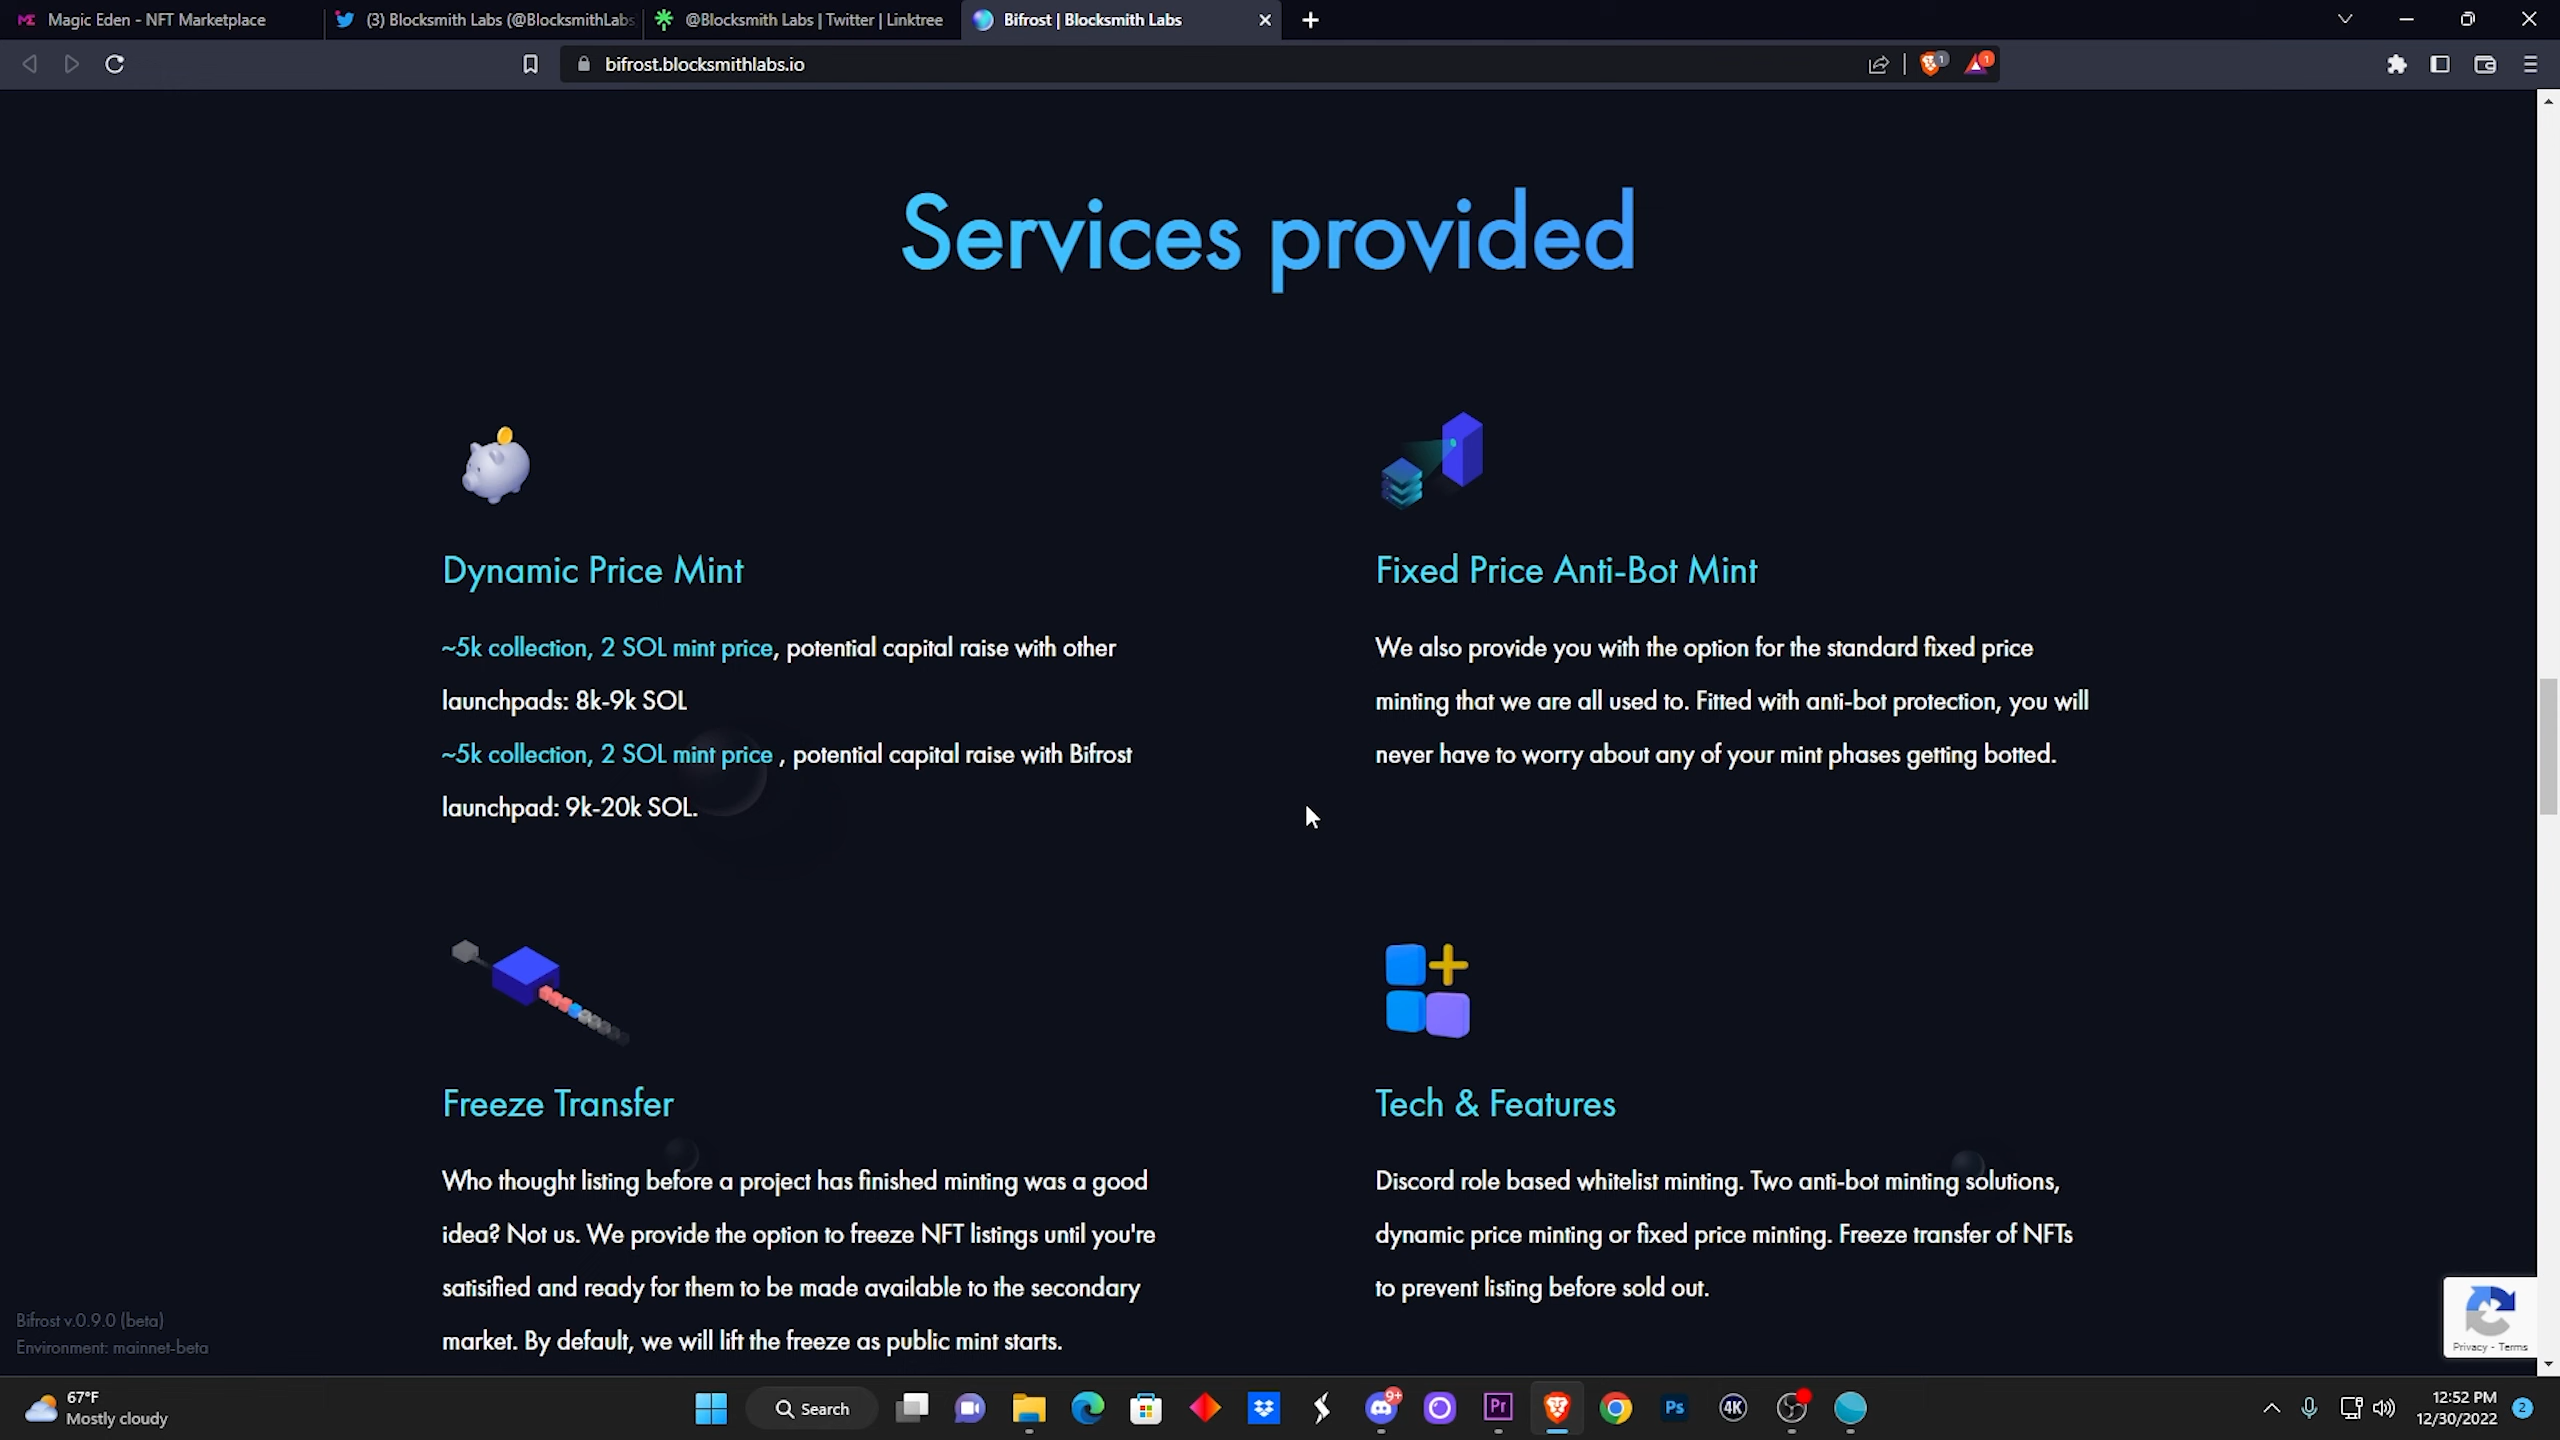 Magic Eden - NFT Marketplace
(3) Blocksmith Labs (@BlocksmithLabs
@Blocksmith Labs | Twitter | Linktree
Bifrost | Blocksmith Labs
bifrost.blocksmithlabs.io
1
1
Services provided
Dynamic Price Mint
~5k collection, 2 SOL mint price, potential capital raise with other
launchpads: 8k-9k SOL
~5k collection, 2 SOL mint price , potential capital raise with Bifrost
launchpad: 9k-20k SOL.
Fixed Price Anti-Bot Mint
We also provide you with the option for the standard fixed price
minting that we are all used to. Fitted with anti-bot protection, you will
never have to worry about any of your mint phases getting botted.
Freeze Transfer
Who thought listing before a project has finished minting was a good
idea? Not us. We provide the option to freeze NFT listings until you're
satisified and ready for them to be made available to the secondary
market. By default, we will lift the freeze as public mint starts.
Tech & Features
Discord role based whitelist minting. Two anti-bot minting solutions,
dynamic price minting or fixed price minting. Freeze transfer of NFTs
to prevent listing before sold out.
Bifrost v.0.9.0 (beta)
Environment: mainnet-beta
Privacy - Terms
67°F
Mostly cloudy
Search
9+
Pr
Ps
4K
12:52 PM
12/30/2022
2